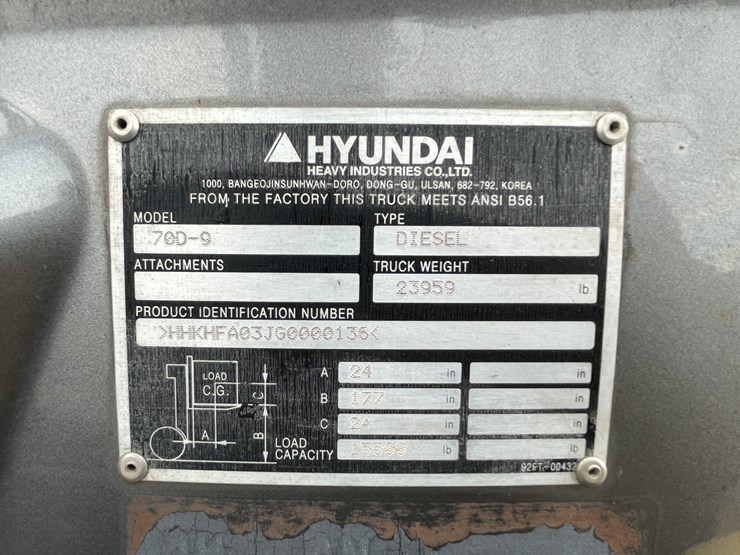 HYUNDAI
HEAVY INDUSTRIES CO.,LTD.
1000, BANGEOJINSUNHWAN-DORO, DONG-GU, ULSAN, 682-792, KOREA
FROM THE FACTORY THIS TRUCK MEETS ANSI B56.1
MODEL TYPE
70D-9 DIESEL
ATTACHMENTS TRUCK WEIGHT
23959 lb
PRODUCT IDENTIFICATION NUMBER
>HHKHFA03JG0000136<
LOAD
C.G.
C
A
B
A 24 in in
B 177 in in
C 24 in in
LOAD
CAPACITY lb lb